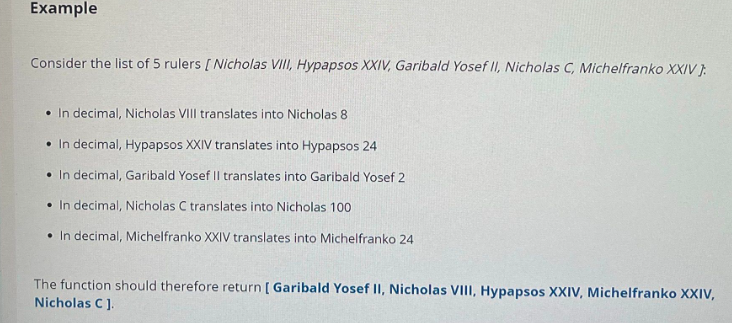 Example
Consider the list of 5 rulers [ Nicholas VIII, Hypapsos XXIV, Garibald Yosef II, Nicholas C, Michelfranko XXIV ]:
• In decimal, Nicholas VIII translates into Nicholas 8
• In decimal, Hypapsos XXIV translates into Hypapsos 24
• In decimal, Garibald Yosef II translates into Garibald Yosef 2
• In decimal, Nicholas C translates into Nicholas 100
• In decimal, Michelfranko XXIV translates into Michelfranko 24
The function should therefore return [ Garibald Yosef II, Nicholas VIII, Hypapsos XXIV, Michelfranko XXIV,
Nicholas C ].